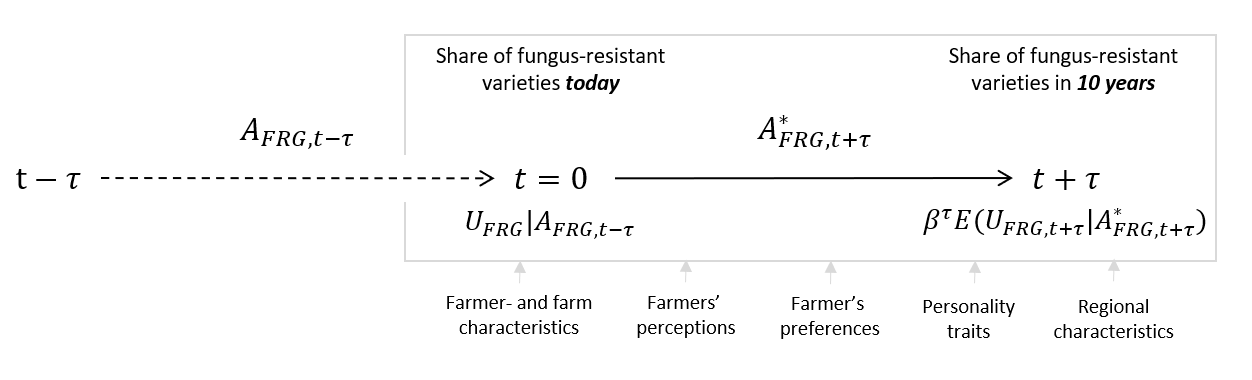 Share of fungus-resistant
varieties today
Share of fungus-resistant
varieties in 10 years
A_{FRG,t−τ}
A^{*}_{FRG,t+τ}
t − τ
t = 0
t + τ
U_{FRG}|A_{FRG,t−τ}
β^{τ}E(U_{FRG,t+τ}|A^{*}_{FRG,t+τ})
Farmer- and farm
characteristics
Farmers’
perceptions
Farmer’s
preferences
Personality
traits
Regional
characteristics